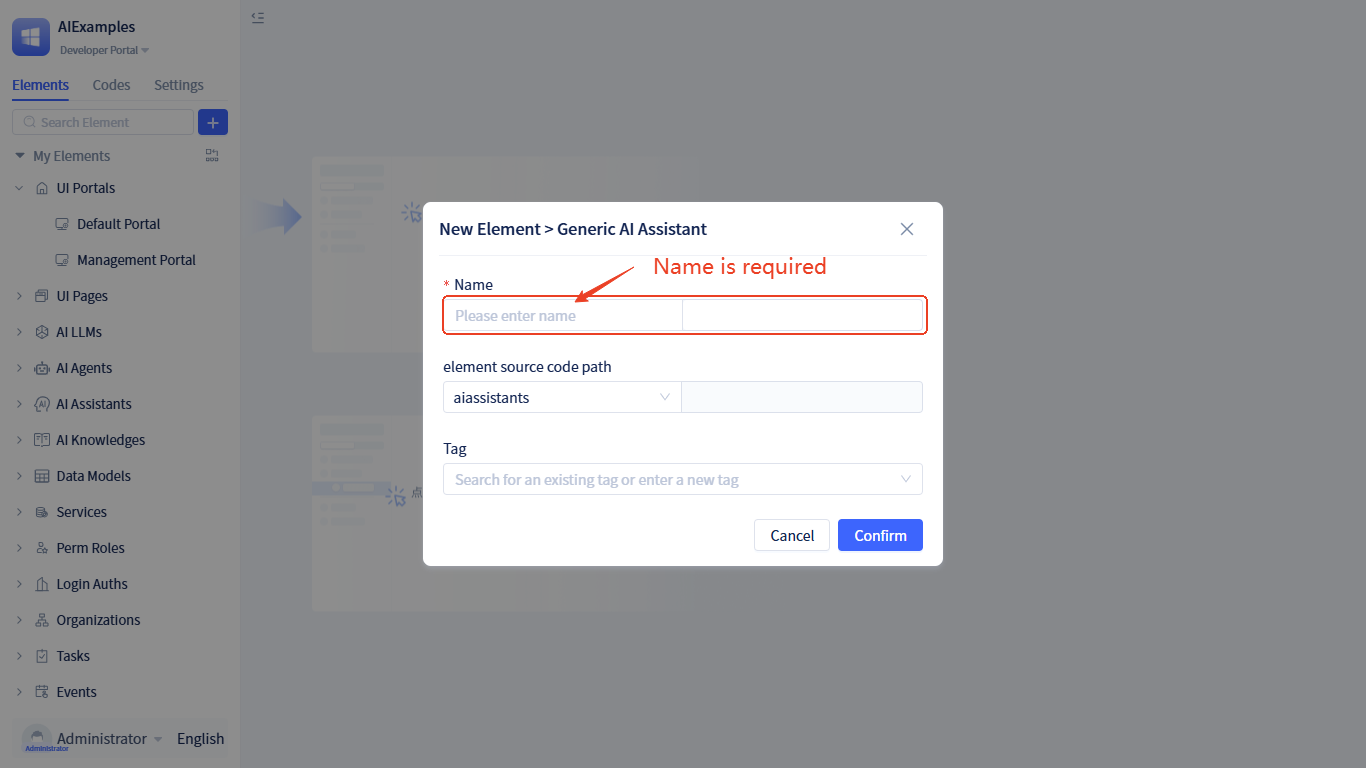 AIExamples
Developer Portal
Elements Codes Settings
Search Element
My Elements
UI Portals
Default Portal
Management Portal
UI Pages
AI LLMs
AI Agents
AI Assistants
AI Knowledges
Data Models
Services
Perm Roles
Login Auths
Organizations
Tasks
Events
Administrator English
Administrator
点
New Element > Generic AI Assistant
Name is required
* Name
Please enter name
element source code path
aiassistants
Tag
Search for an existing tag or enter a new tag
Cancel Confirm